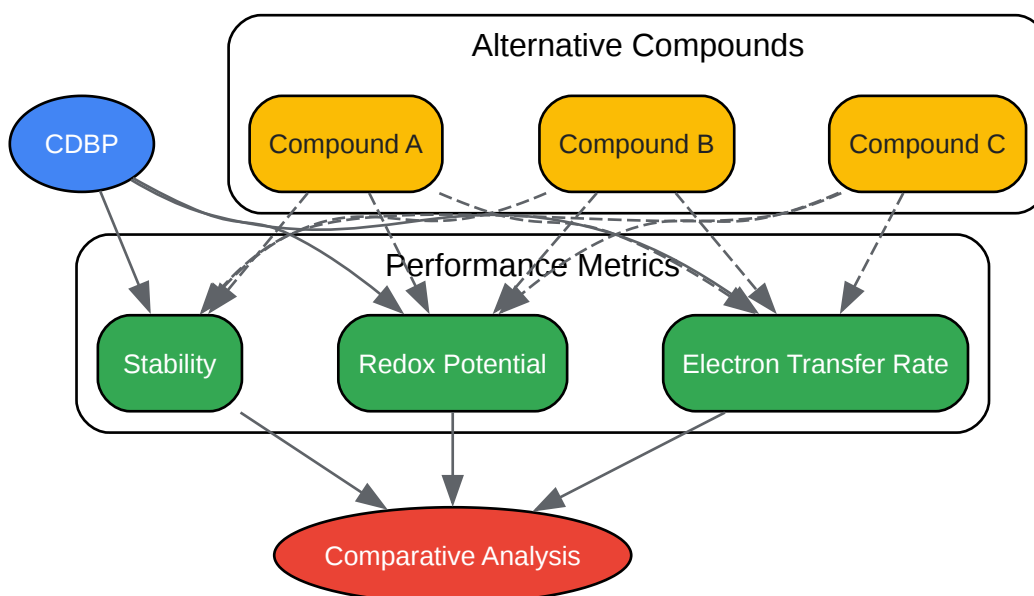 Alternative Compounds
CDBP
Compound A
Compound B
Compound C
Performance Metrics
Stability
Redox Potential
Electron Transfer Rate
Comparative Analysis